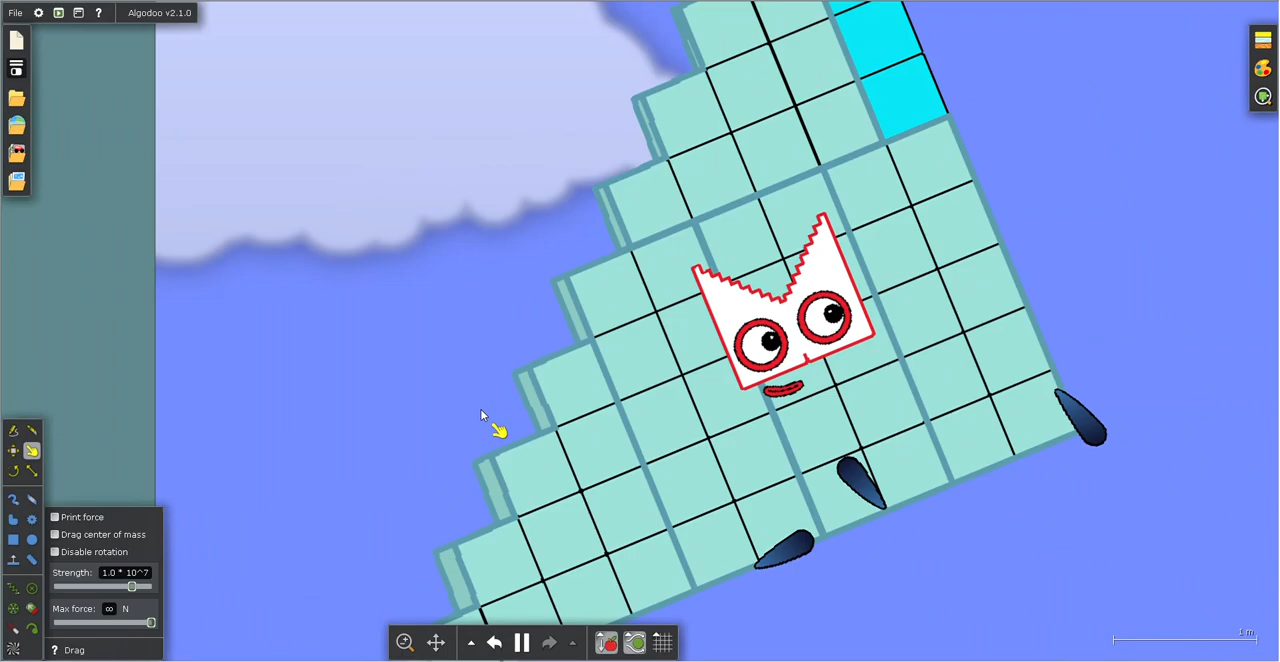 File ? Algodoo v2.1.0
Print force
Drag center of mass
Disable rotation
Strength: 1.0 * 10^7
Max force: ∞ N
? Drag
1 m